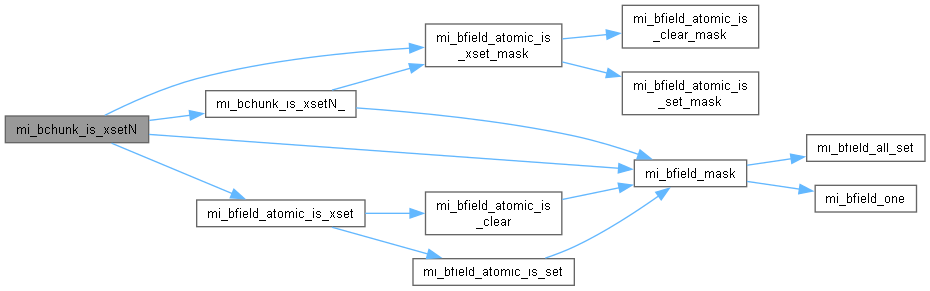 mi_bchunk_is_xsetN
mi_bchunk_is_xsetN_
mi_bfield_atomic_is
_xset_mask
mi_bfield_atomic_is
_clear_mask
mi_bfield_atomic_is
_set_mask
mi_bfield_mask
mi_bfield_all_set
mi_bfield_one
mi_bfield_atomic_is_xset
mi_bfield_atomic_is
_clear
mi_bfield_atomic_is_set